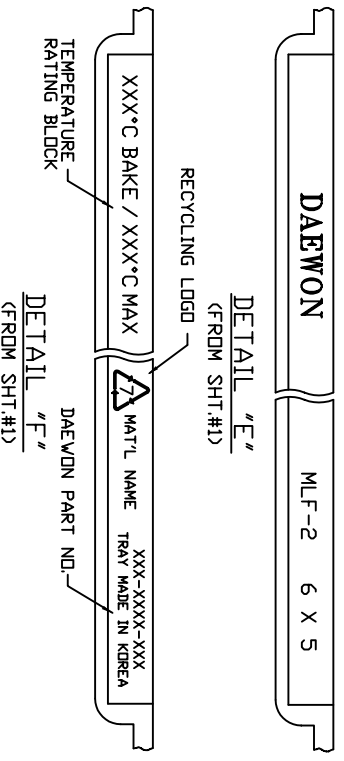 DAEWON
MLF-2 6 X 5
DETAIL "E"
(FROM SHT.#1)
RECYCLING LOGO
XXX°C BAKE / XXX°C MAX
7
MAT'L NAME
XXX-XXXX-XXX
TRAY MADE IN KOREA
TEMPERATURE
RATING BLOCK
DAEWON PART NO.
DETAIL "F"
(FROM SHT.#1)